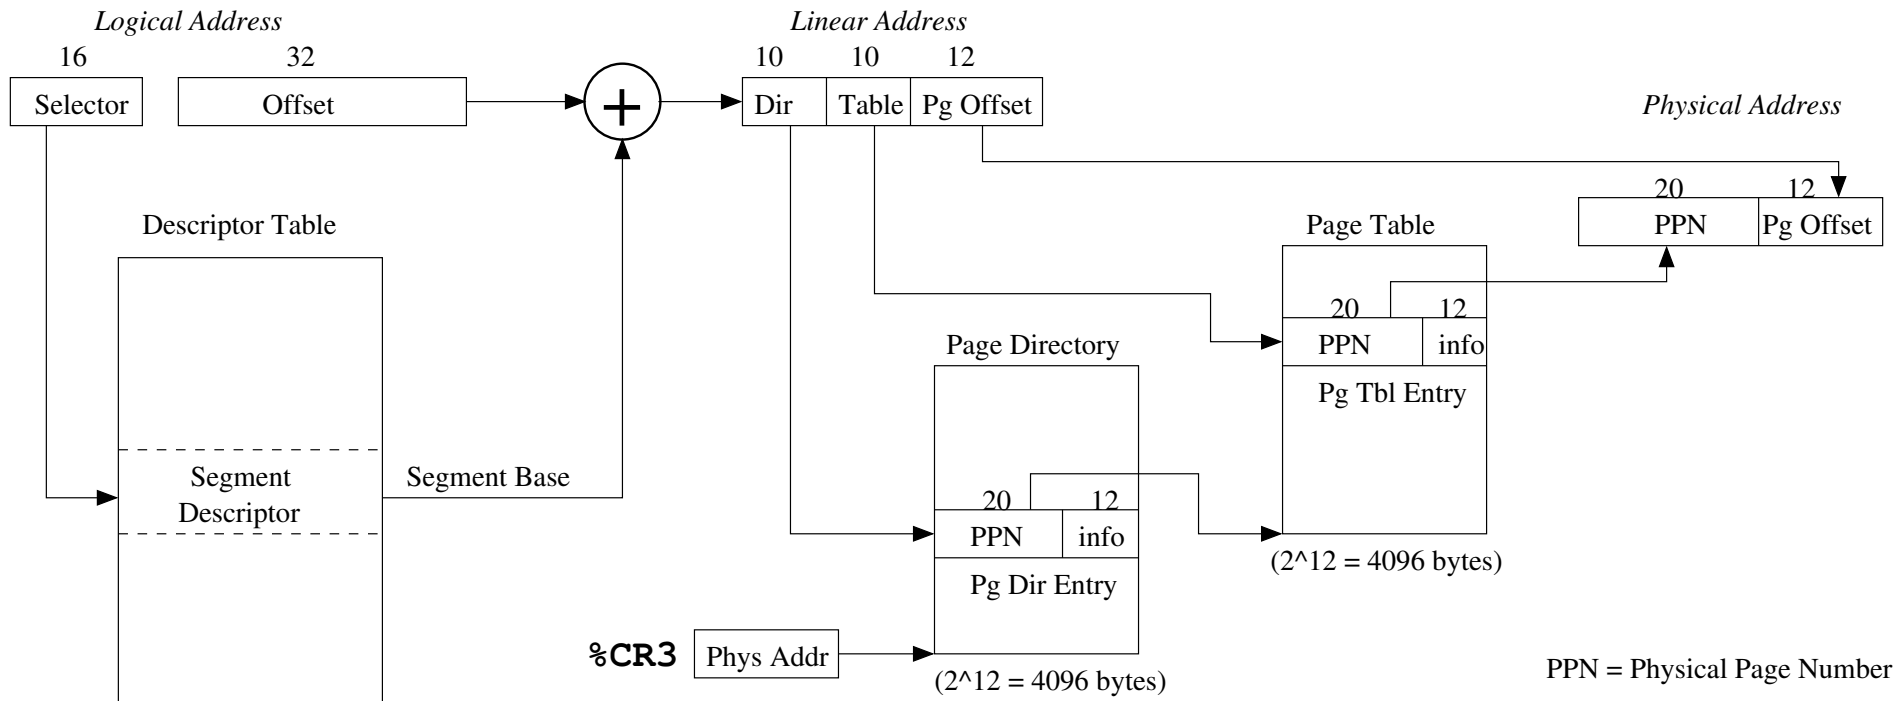 Logical Address
Linear Address
16
32
10
10
12
Selector
Offset
+
Dir
Table
Pg Offset
Physical Address
20
12
PPN
Pg Offset
Descriptor Table
Page Table
20
12
PPN
info
Pg Tbl Entry
Page Directory
Segment
Descriptor
Segment Base
20
12
PPN
info
Pg Dir Entry
(2^12 = 4096 bytes)
%CR3
Phys Addr
(2^12 = 4096 bytes)
PPN = Physical Page Number